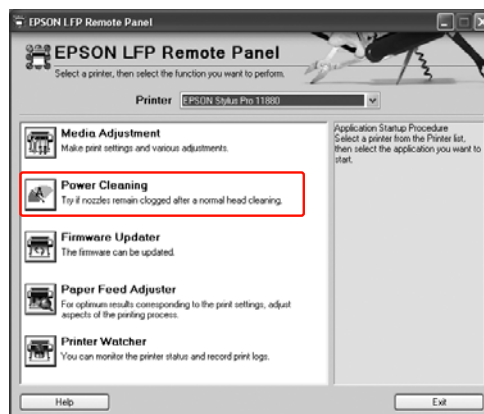 EPSON LFP Remote Panel
EPSON LFP Remote Panel
Select a printer, then select the function you want to perform.
Printer EPSON Stylus Pro 11880
Media Adjustment
Make print settings and various adjustments.
Power Cleaning
Try if nozzles remain clogged after a normal head cleaning.
Firmware Updater
The firmware can be updated.
Paper Feed Adjuster
For optimum results corresponding to the print settings, adjust
aspects of the printing process.
Printer Watcher
You can monitor the printer status and record print logs.
Application Startup Procedure
Select a printer from the Printer list,
then select the application you want to
start.
Help
Exit